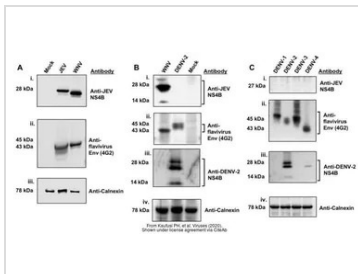 A
Mock
JEV
WNV
Antibody
i.
28 kDa
Anti-JEV
NS4B
ii.
45 kDa
43 kDa
Anti-
flavivirus
Env (4G2)
iii.
78 kDa
Anti-Calnexin
B
WNV
DENV-2
Mock
Antibody
i.
28 kDa
14 kDa
Anti-JEV
NS4B
ii.
45 kDa
43 kDa
Anti-
flavivirus
Env (4G2)
iii.
28 kDa
14 kDa
Anti-DENV-2
NS4B
iv.
78 kDa
Anti-Calnexin
C
DENV-1
DENV-2
DENV-3
DENV-4
Antibody
i.
27 kDa
Anti-JEV
NS4B
ii.
45 kDa
43 kDa
Anti-
flavivirus
Env (4G2)
iii.
28 kDa
14 kDa
Anti-DENV-2
NS4B
iv.
78 kDa
Anti-Calnexin
From Kaufusi PH, et al. Viruses (2020).
Shown under license agreement via CiteAb